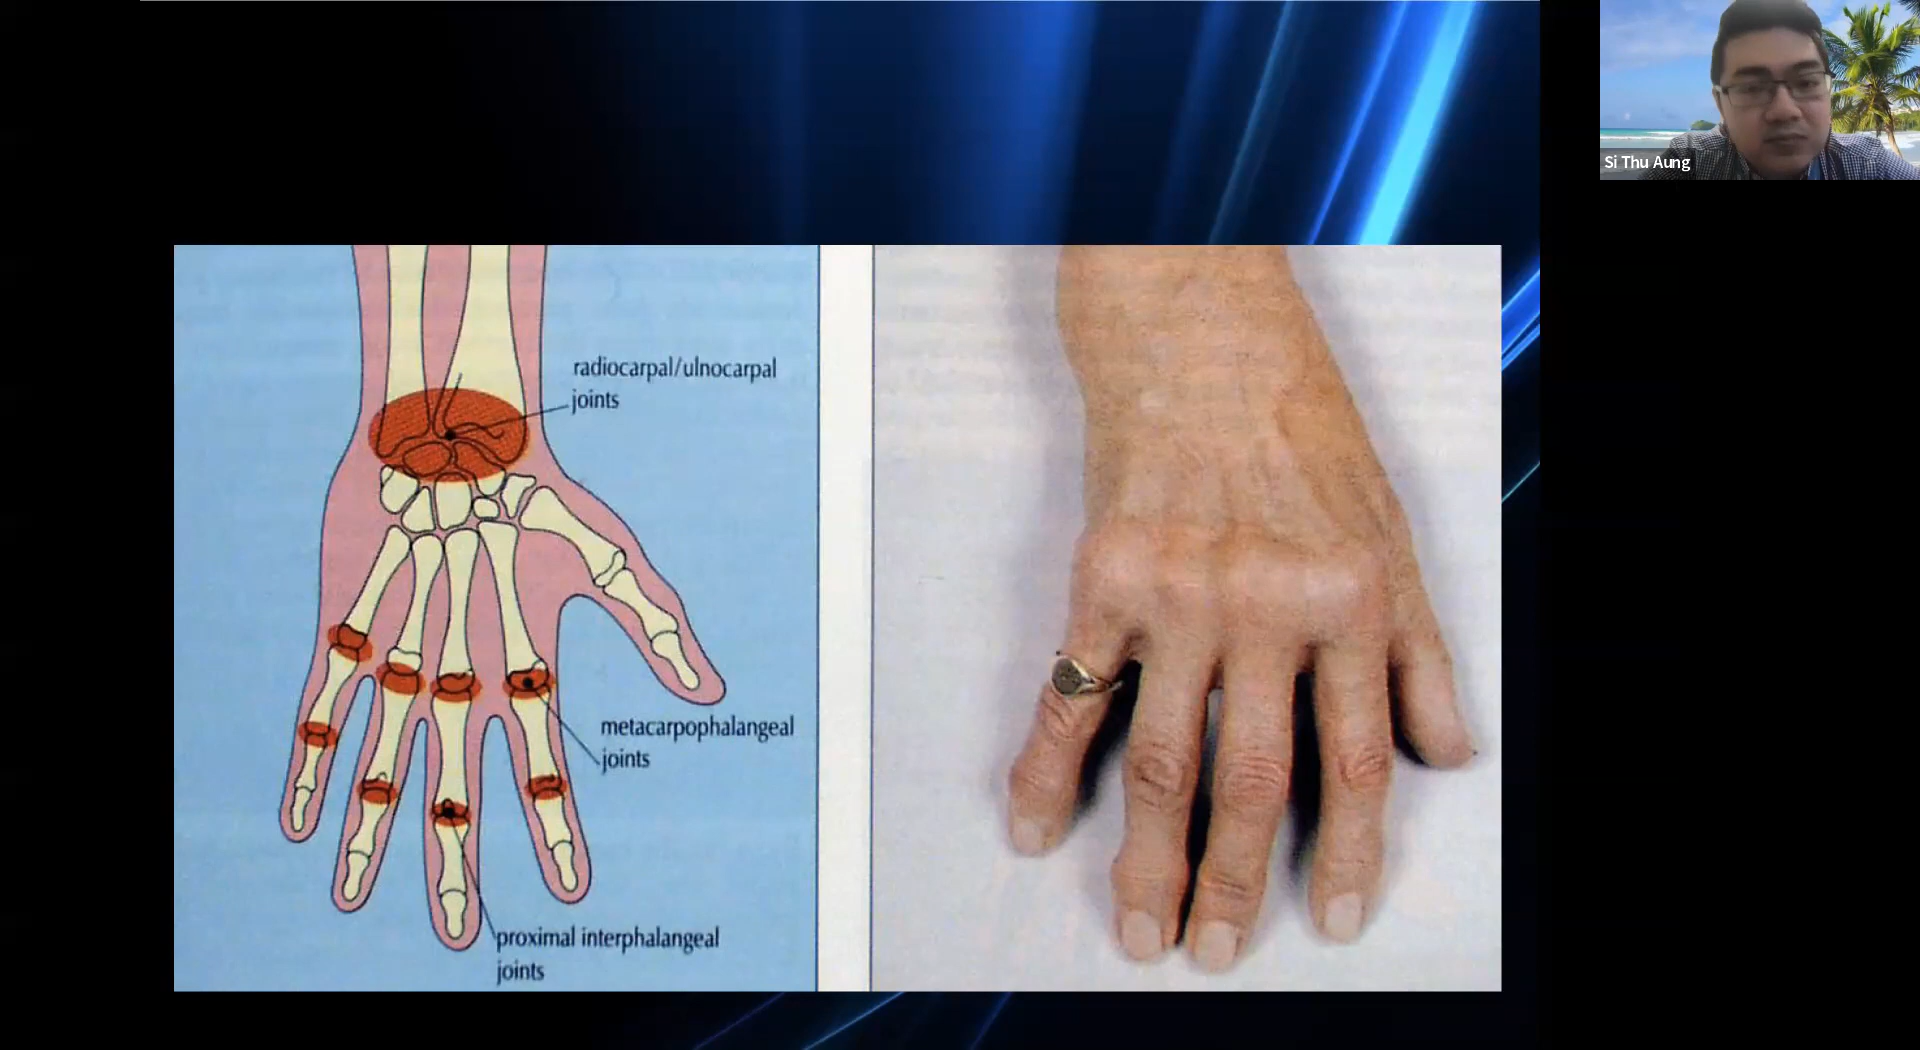 Si Thu Aung
radiocarpal/ulnocarpal
joints
metacarpophalangeal
joints
proximal interphalangeal
joints